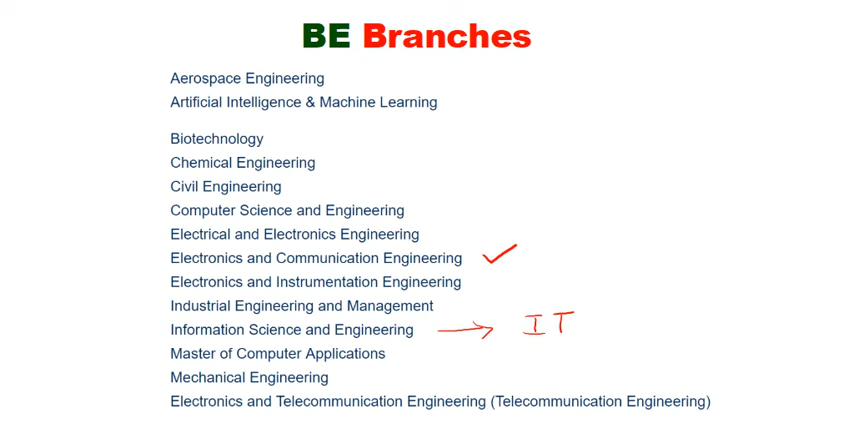 BE Branches
Aerospace Engineering
Artificial Intelligence & Machine Learning
Biotechnology
Chemical Engineering
Civil Engineering
Computer Science and Engineering
Electrical and Electronics Engineering
Electronics and Communication Engineering
Electronics and Instrumentation Engineering
Industrial Engineering and Management
Information Science and Engineering → IT
Master of Computer Applications
Mechanical Engineering
Electronics and Telecommunication Engineering (Telecommunication Engineering)